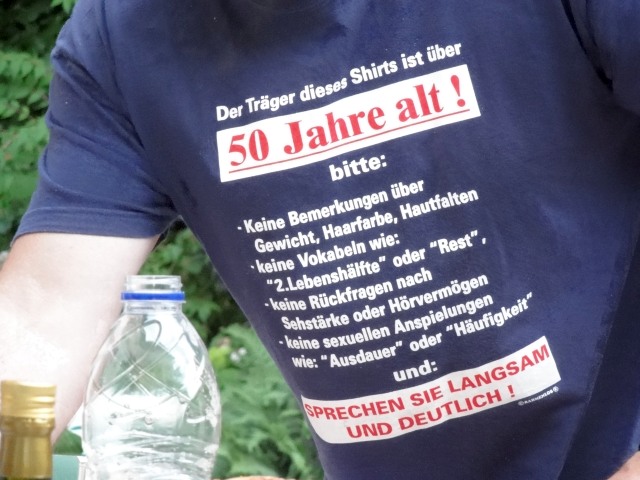 Der Träger dieses Shirts ist über
50 Jahre alt !
bitte:
- Keine Bemerkungen über
Gewicht, Haarfarbe, Hautfalten
- keine Vokabeln wie:
"2.Lebenshälfte" oder "Rest",
- keine Rückfragen nach
Sehstärke oder Hörvermögen
- keine sexuellen Anspielungen
wie: "Ausdauer" oder "Häufigkeit"
und:
SPRECHEN SIE LANGSAM
UND DEUTLICH !